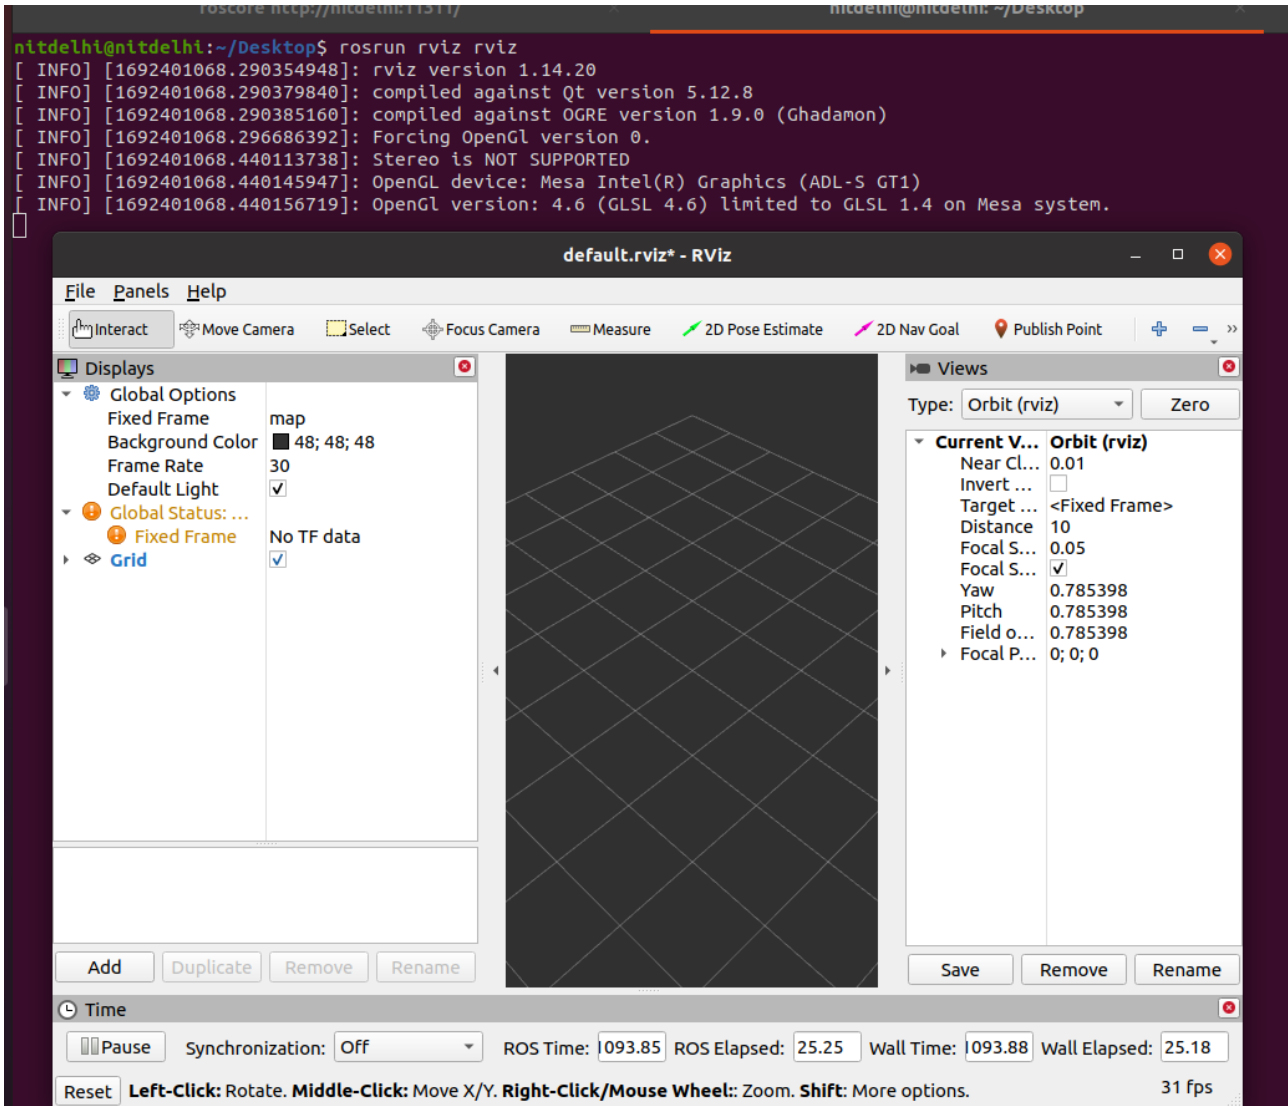 roscore http://nitdelhi:11311/
nitdelhi@nitdelhi: ~/Desktop
nitdelhi@nitdelhi:~/Desktop$ rosrun rviz rviz
[ INFO] [1692401068.290354948]: rviz version 1.14.20
[ INFO] [1692401068.290379840]: compiled against Qt version 5.12.8
[ INFO] [1692401068.290385160]: compiled against OGRE version 1.9.0 (Ghadamon)
[ INFO] [1692401068.296686392]: Forcing OpenGl version 0.
[ INFO] [1692401068.440113738]: Stereo is NOT SUPPORTED
[ INFO] [1692401068.440145947]: OpenGL device: Mesa Intel(R) Graphics (ADL-S GT1)
[ INFO] [1692401068.440156719]: OpenGl version: 4.6 (GLSL 4.6) limited to GLSL 1.4 on Mesa system.
default.rviz* - RViz
File Panels Help
Interact Move Camera Select Focus Camera Measure 2D Pose Estimate 2D Nav Goal Publish Point
Displays
Global Options
Fixed Frame map
Background Color 48; 48; 48
Frame Rate 30
Default Light
Global Status: ...
Fixed Frame No TF data
Grid
Add Duplicate Remove Rename
Views
Type: Orbit (rviz) Zero
Current V... Orbit (rviz)
Near Cl... 0.01
Invert ...
Target ... <Fixed Frame>
Distance 10
Focal S... 0.05
Focal S...
Yaw 0.785398
Pitch 0.785398
Field o... 0.785398
Focal P... 0; 0; 0
Save Remove Rename
Time
Pause Synchronization: Off ROS Time: 1093.85 ROS Elapsed: 25.25 Wall Time: 1093.88 Wall Elapsed: 25.18
Reset Left-Click: Rotate. Middle-Click: Move X/Y. Right-Click/Mouse Wheel:: Zoom. Shift: More options. 31 fps